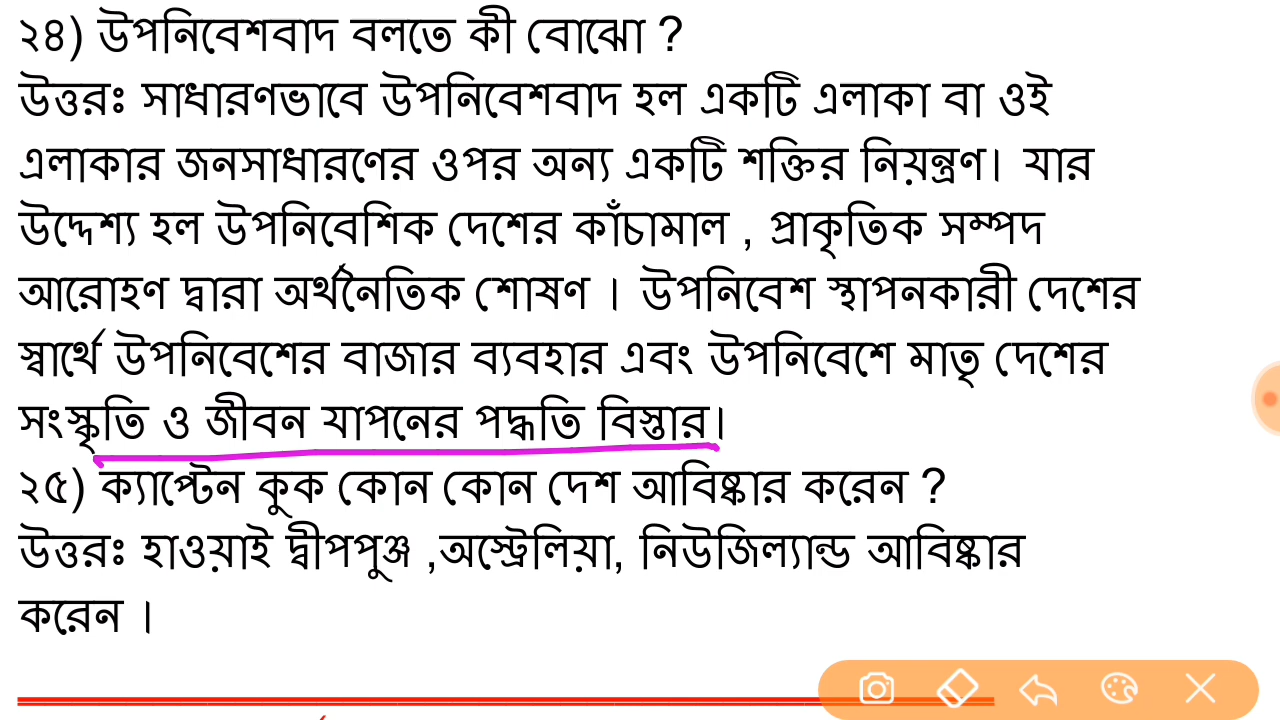 ২৪) উপনিবেশবাদ বলতে কী বোঝো ?
উত্তরঃ সাধারণভাবে উপনিবেশবাদ হল একটি এলাকা বা ওই
এলাকার জনসাধারণের ওপর অন্য একটি শক্তির নিয়ন্ত্রণ। যার
উদ্দেশ্য হল উপনিবেশিক দেশের কাঁচামাল , প্রাকৃতিক সম্পদ
আরোহণ দ্বারা অর্থনৈতিক শোষণ । উপনিবেশ স্থাপনকারী দেশের
স্বার্থে উপনিবেশের বাজার ব্যবহার এবং উপনিবেশে মাতৃ দেশের
সংস্কৃতি ও জীবন যাপনের পদ্ধতি বিস্তার।
২৫) ক্যাপ্টেন কুক কোন কোন দেশ আবিষ্কার করেন ?
উত্তরঃ হাওয়াই দ্বীপপুঞ্জ ,অস্ট্রেলিয়া, নিউজিল্যান্ড আবিষ্কার
করেন ।